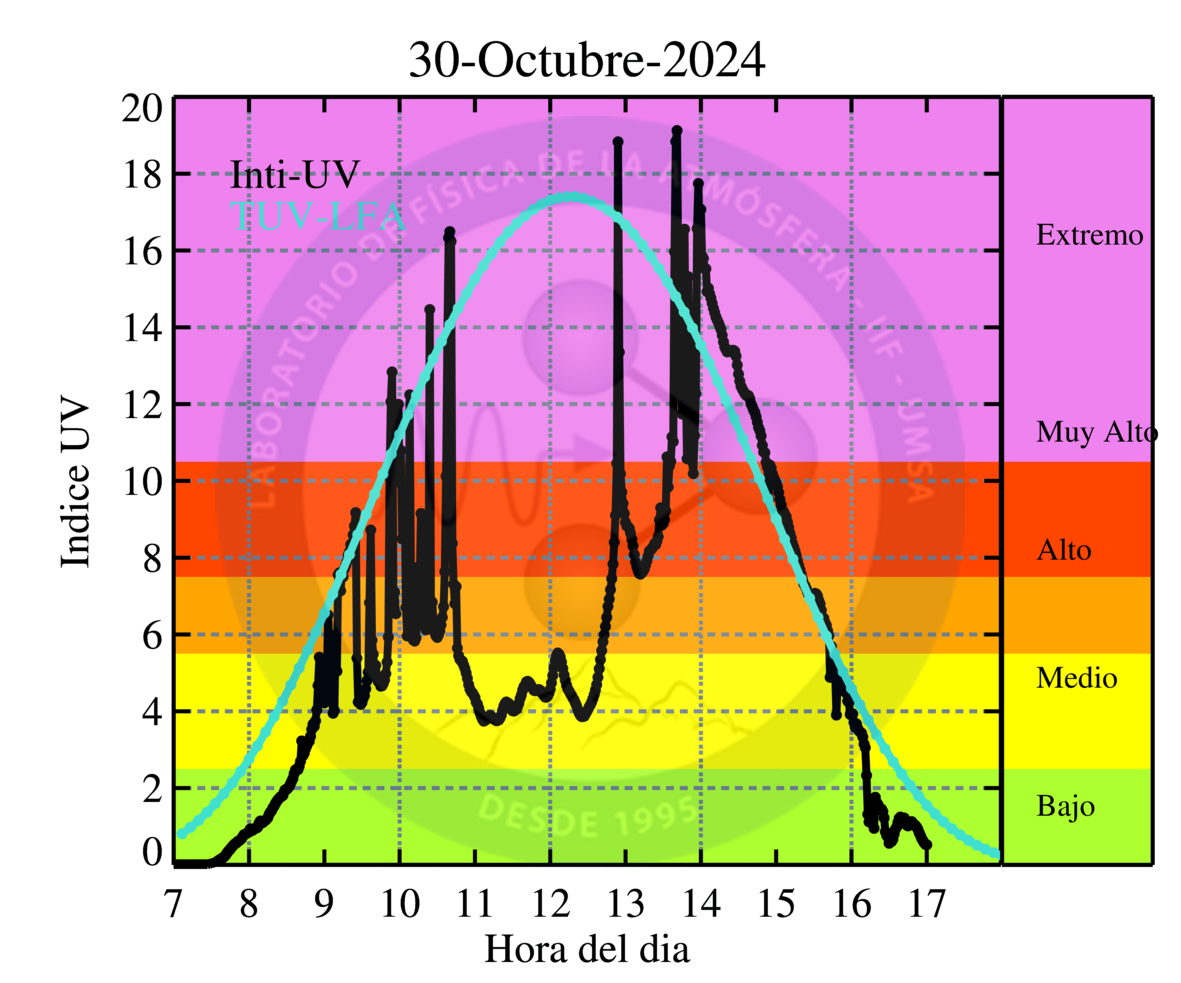 30-Octubre-2024
Inti-UV
TUV-LFA
Indice UV
20
18
16
14
12
10
8
6
4
2
0
7 8 9 10 11 12 13 14 15 16 17
Hora del dia
Extremo
Muy Alto
Alto
Medio
Bajo
LABORATORIO DE FÍSICA DE LA ATMÓSFERA - IIF - UMSA
DESDE 1995